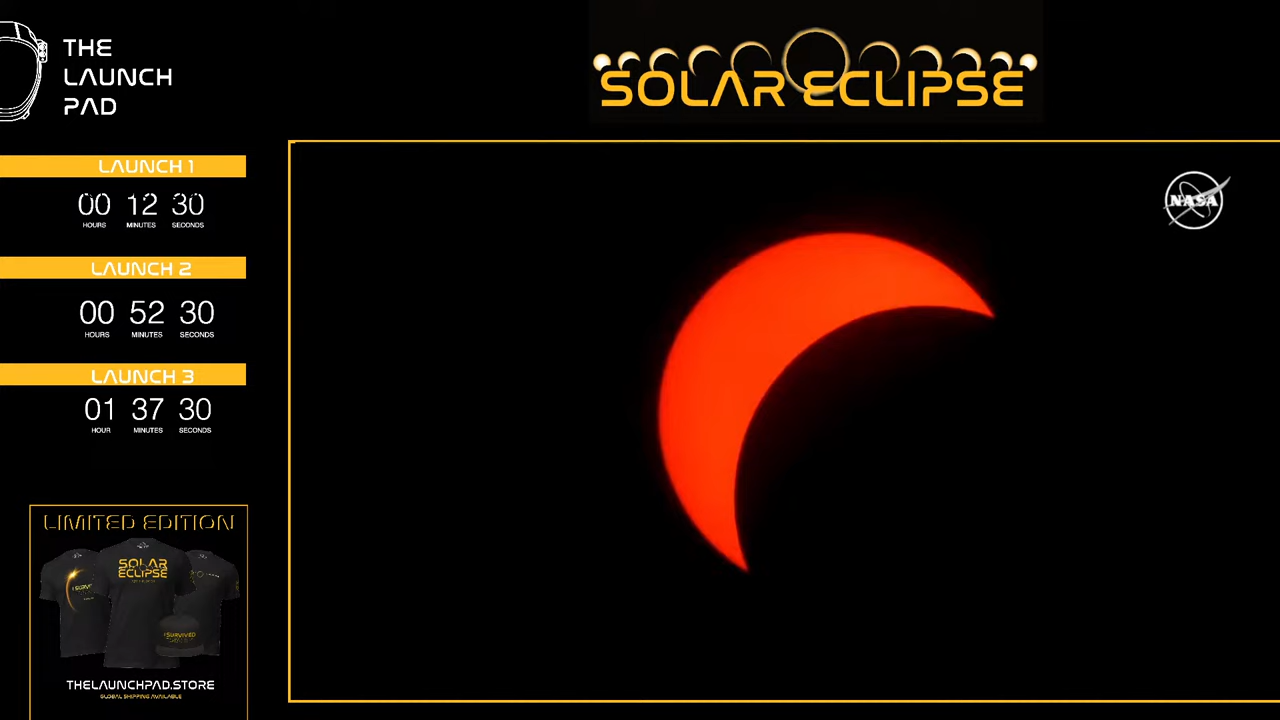 THE
LAUNCH
PAD
SOLAR ECLIPSE
LAUNCH 1
00 12 30
HOURS MINUTES SECONDS
LAUNCH 2
00 52 30
HOURS MINUTES SECONDS
LAUNCH 3
01 37 30
HOUR MINUTES SECONDS
NASA
LIMITED EDITION
SOLAR
ECLIPSE
I SURVIVED
THELAUNCHPAD.STORE
GLOBAL SHIPPING AVAILABLE